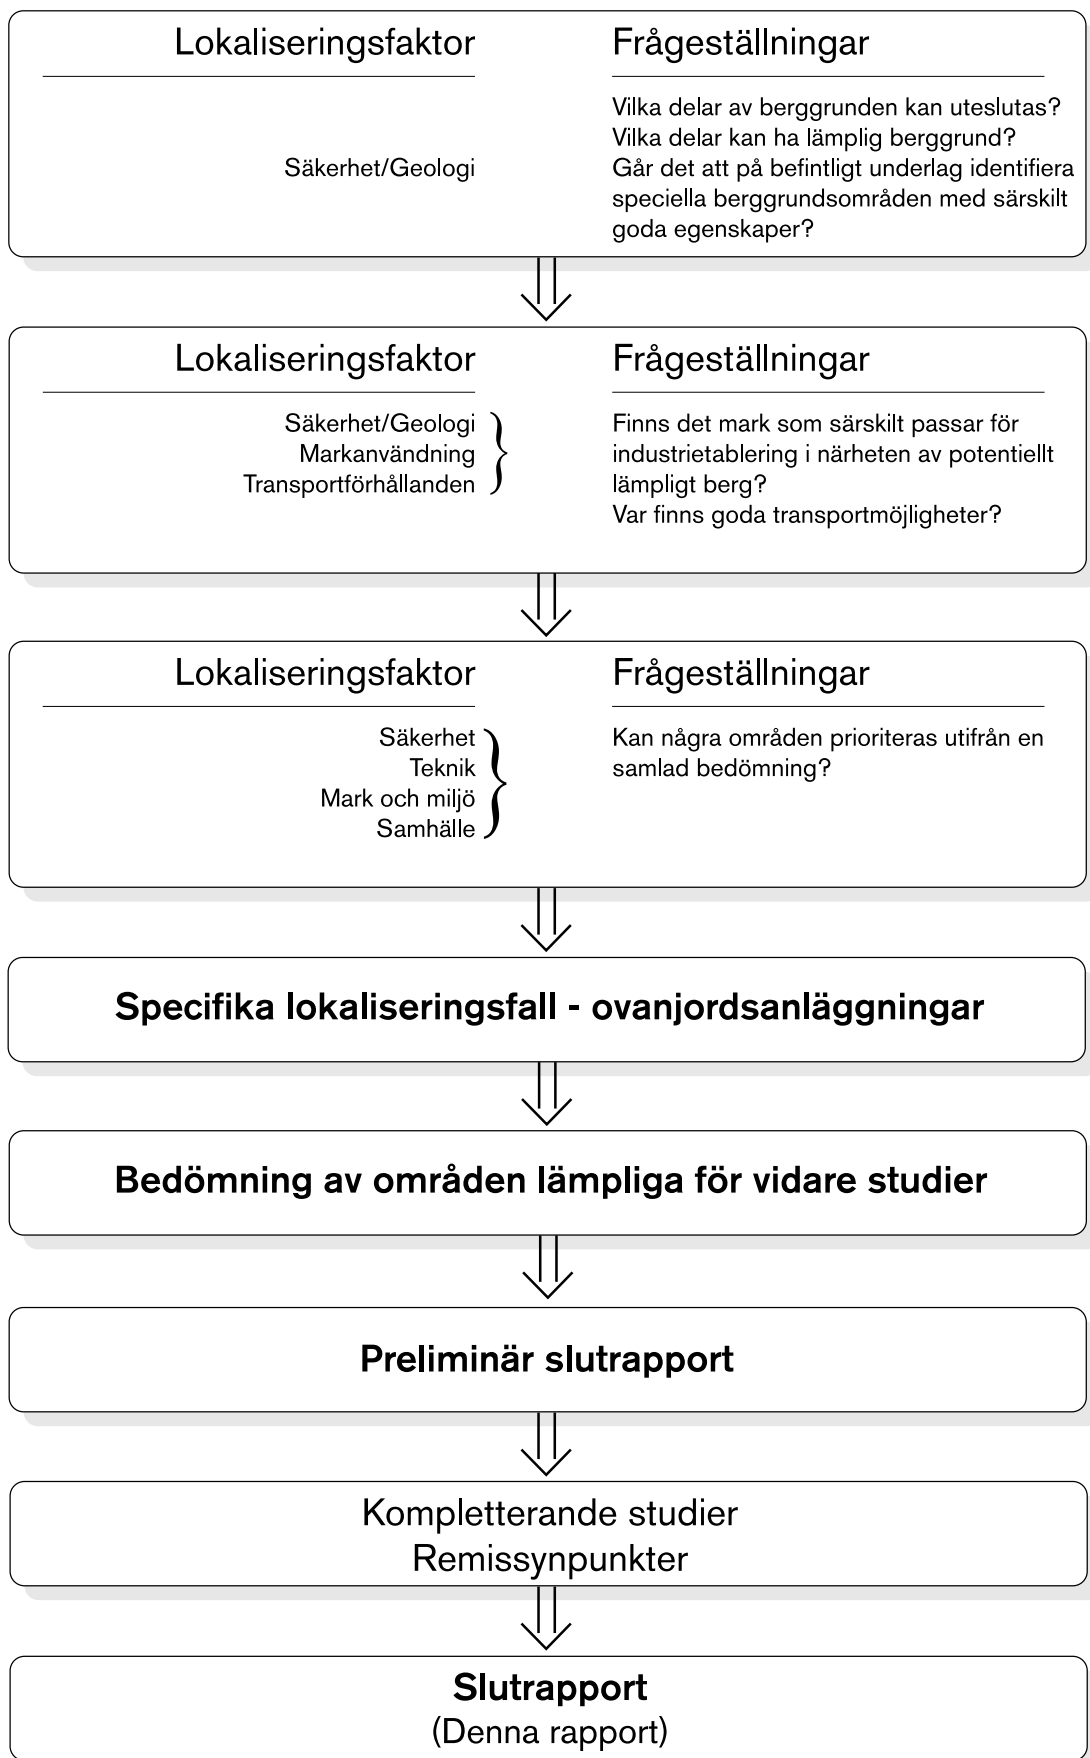 Lokaliseringsfaktor
Frågeställningar
Säkerhet/Geologi
Vilka delar av berggrunden kan uteslutas?
Vilka delar kan ha lämplig berggrund?
Går det att på befintligt underlag identifiera
speciella berggrundsområden med särskilt
goda egenskaper?
Lokaliseringsfaktor
Frågeställningar
Säkerhet/Geologi
Markanvändning
Transportförhållanden
Finns det mark som särskilt passar för
industrietablering i närheten av potentiellt
lämpligt berg?
Var finns goda transportmöjligheter?
Lokaliseringsfaktor
Frågeställningar
Säkerhet
Teknik
Mark och miljö
Samhälle
Kan några områden prioriteras utifrån en
samlad bedömning?
Specifika lokaliseringsfall - ovanjordsanläggningar
Bedömning av områden lämpliga för vidare studier
Preliminär slutrapport
Kompletterande studier
Remissynpunkter
Slutrapport
(Denna rapport)